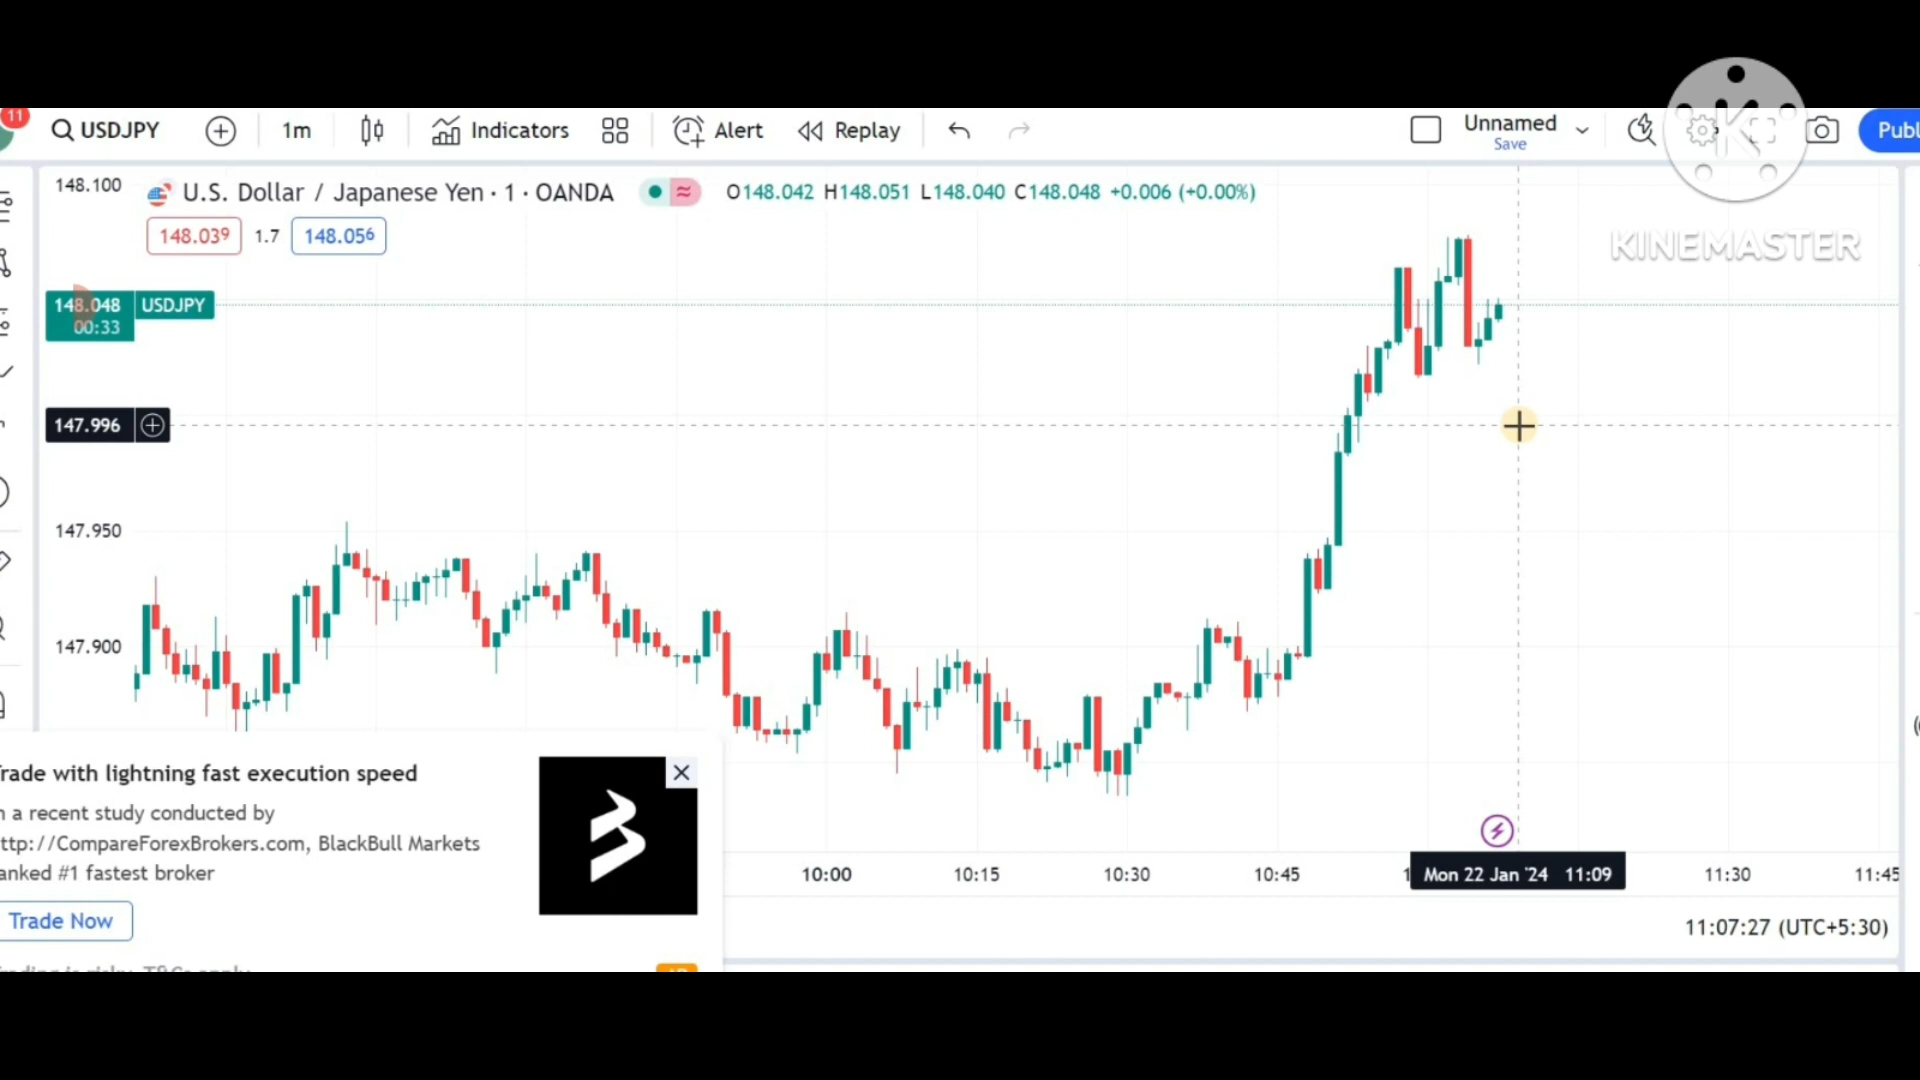 11
USDJPY
1m
Indicators
Alert
Replay
Unnamed
Save
Publ
KINEMASTER
148.100
U.S. Dollar / Japanese Yen · 1 · OANDA
O148.042 H148.051 L148.040 C148.048 +0.006 (+0.00%)
148.039
1.7
148.056
148.048
USDJPY
00:33
147.996
147.950
147.900
rade with lightning fast execution speed
n a recent study conducted by
ttp://CompareForexBrokers.com, BlackBull Markets
anked #1 fastest broker
Trade Now
10:00
10:15
10:30
10:45
Mon 22 Jan '24 11:09
11:30
11:45
11:07:27 (UTC+5:30)